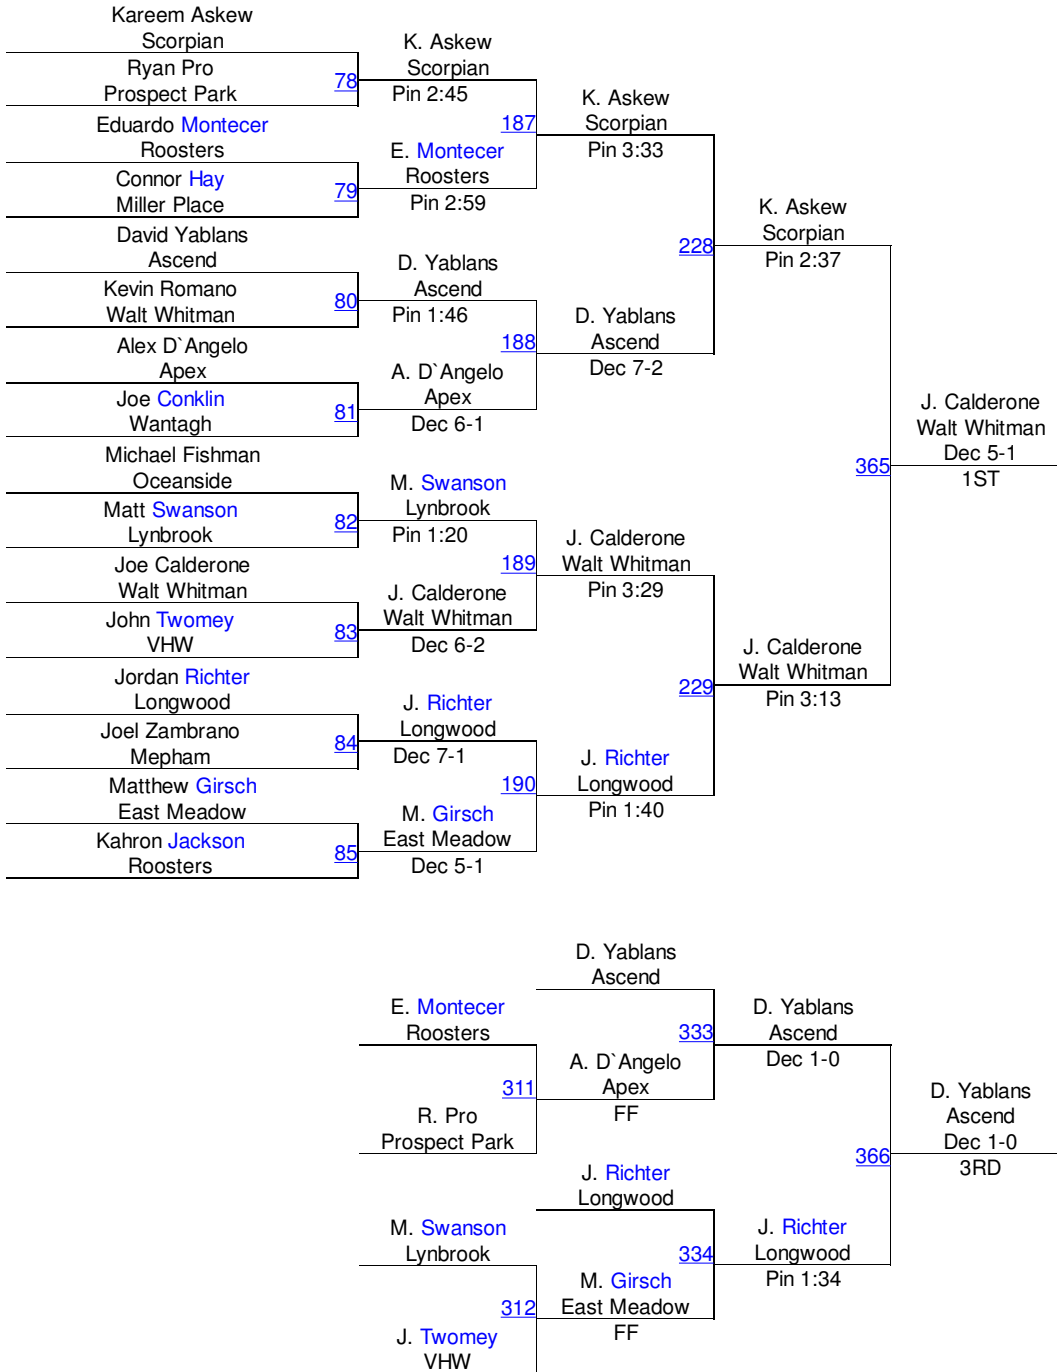 Kareem Askew
Scorpian
Ryan Pro
Prospect Park
78
Eduardo Montecer
Roosters
Connor Hay
Miller Place
79
David Yablans
Ascend
Kevin Romano
Walt Whitman
80
Alex D`Angelo
Apex
Joe Conklin
Wantagh
81
Michael Fishman
Oceanside
Matt Swanson
Lynbrook
82
Joe Calderone
Walt Whitman
John Twomey
VHW
83
Jordan Richter
Longwood
Joel Zambrano
Mepham
84
Matthew Girsch
East Meadow
Kahron Jackson
Roosters
85
K. Askew
Scorpian
Pin 2:45
187
E. Montecer
Roosters
Pin 2:59
D. Yablans
Ascend
Pin 1:46
188
A. D`Angelo
Apex
Dec 6-1
M. Swanson
Lynbrook
Pin 1:20
189
J. Calderone
Walt Whitman
Dec 6-2
J. Richter
Longwood
Dec 7-1
190
M. Girsch
East Meadow
Dec 5-1
K. Askew
Scorpian
Pin 3:33
228
D. Yablans
Ascend
Dec 7-2
J. Calderone
Walt Whitman
Pin 3:29
229
J. Richter
Longwood
Pin 1:40
K. Askew
Scorpian
Pin 2:37
365
J. Calderone
Walt Whitman
Pin 3:13
J. Calderone
Walt Whitman
Dec 5-1
1ST
E. Montecer
Roosters
311
R. Pro
Prospect Park
M. Swanson
Lynbrook
312
J. Twomey
VHW
D. Yablans
Ascend
333
A. D`Angelo
Apex
FF
J. Richter
Longwood
334
M. Girsch
East Meadow
FF
D. Yablans
Ascend
Dec 1-0
366
J. Richter
Longwood
Pin 1:34
D. Yablans
Ascend
Dec 1-0
3RD